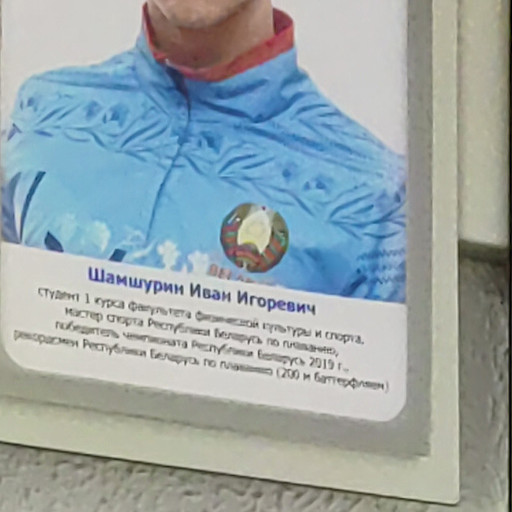 Шамшурин Иван Игоревич
студент 1 курса факультета физической культуры и спорта,
мастер спорта Республики Беларусь по плаванию,
победитель чемпионата Республики Беларусь 2019 г.,
рекордсмен Республики Беларусь по плаванию (200 м баттерфляем)